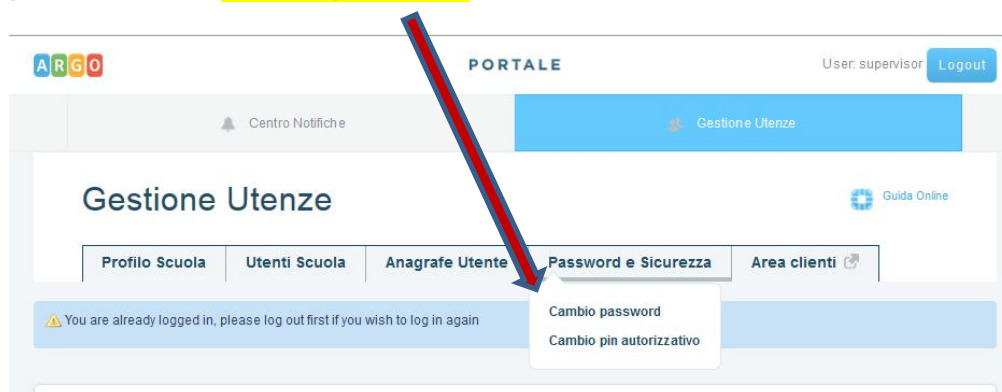 ARGO
PORTALE
User: supervisor Logout
Centro Notifiche
Gestione Utenze
Gestione Utenze
Guida Online
Profilo Scuola
Utenti Scuola
Anagrafe Utente
Password e Sicurezza
Area clienti
You are already logged in, please log out first if you wish to log in again
Cambio password
Cambio pin autorizzativo